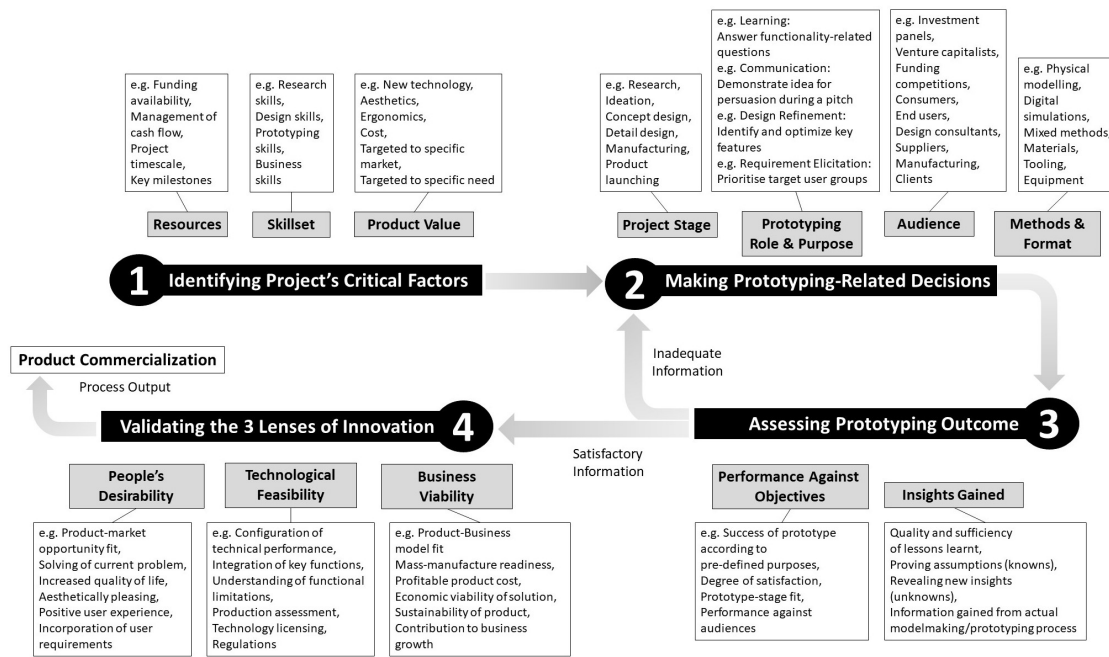 e.g. Funding
availability,
Management of
cash flow,
Project
timescale,
Key milestones
Resources
e.g. Research
skills,
Design skills,
Prototyping
skills,
Business
skills
Skillset
e.g. New technology,
Aesthetics,
Ergonomics,
Cost,
Targeted to specific
market,
Targeted to specific need
Product Value
1 Identifying Project's Critical Factors
e.g. Research,
Ideation,
Concept design,
Detail design,
Manufacturing,
Product
launching
Project Stage
e.g. Learning:
Answer functionality-related
questions
e.g. Communication:
Demonstrate idea for
persuasion during a pitch
e.g. Design Refinement:
Identify and optimize key
features
e.g. Requirement Elicitation:
Prioritise target user groups
Prototyping
Role & Purpose
e.g. Investment
panels,
Venture capitalists,
Funding
competitions,
Consumers,
End users,
Design consultants,
Suppliers,
Manufacturing,
Clients
Audience
e.g. Physical
modelling,
Digital
simulations,
Mixed methods,
Materials,
Tooling,
Equipment
Methods &
Format
2 Making Prototyping-Related Decisions
Inadequate
Information
Assessing Prototyping Outcome 3
Performance Against
Objectives
e.g. Success of prototype
according to
pre-defined purposes,
Degree of satisfaction,
Prototype-stage fit,
Performance against
audiences
Insights Gained
Quality and sufficiency
of lessons learnt,
Proving assumptions (knowns),
Revealing new insights
(unknowns),
Information gained from actual
modelmaking/prototyping process
Satisfactory
Information
Validating the 3 Lenses of Innovation 4
People's
Desirability
e.g. Product-market
opportunity fit,
Solving of current problem,
Increased quality of life,
Aesthetically pleasing,
Positive user experience,
Incorporation of user
requirements
Technological
Feasibility
e.g. Configuration of
technical performance,
Integration of key functions,
Understanding of functional
limitations,
Production assessment,
Technology licensing,
Regulations
Business
Viability
e.g. Product-Business
model fit
Mass-manufacture readiness,
Profitable product cost,
Economic viability of solution,
Sustainability of product,
Contribution to business
growth
Product Commercialization
Process Output